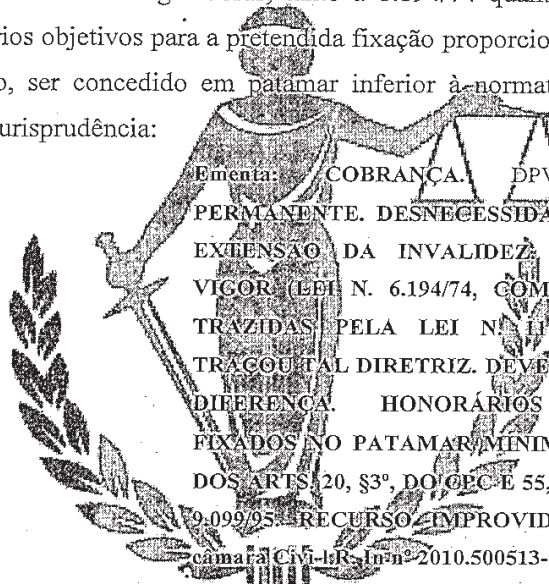 rios objetivos para a pretendida fixação proporcio
o, ser concedido em patamar inferior à normat
urisprudência:
Ementa: COBRANÇA. DPV
PERMANENTE. DESNECESSIDA
EXTENSÃO DA INVALIDEZ.
VIGOR (LEI N. 6.194/74, COM
TRAZIDAS PELA LEI N. 11
TRAÇOU TAL DIRETRIZ. DEVE
DIFERENÇA. HONORÁRIOS
FIXADOS NO PATAMAR MÍNIM
DOS ARTS. 20, §3º, DO CPC E 55,
9.099/95. RECURSO IMPROVID
câmara Cível R. In nº 2010.500513-